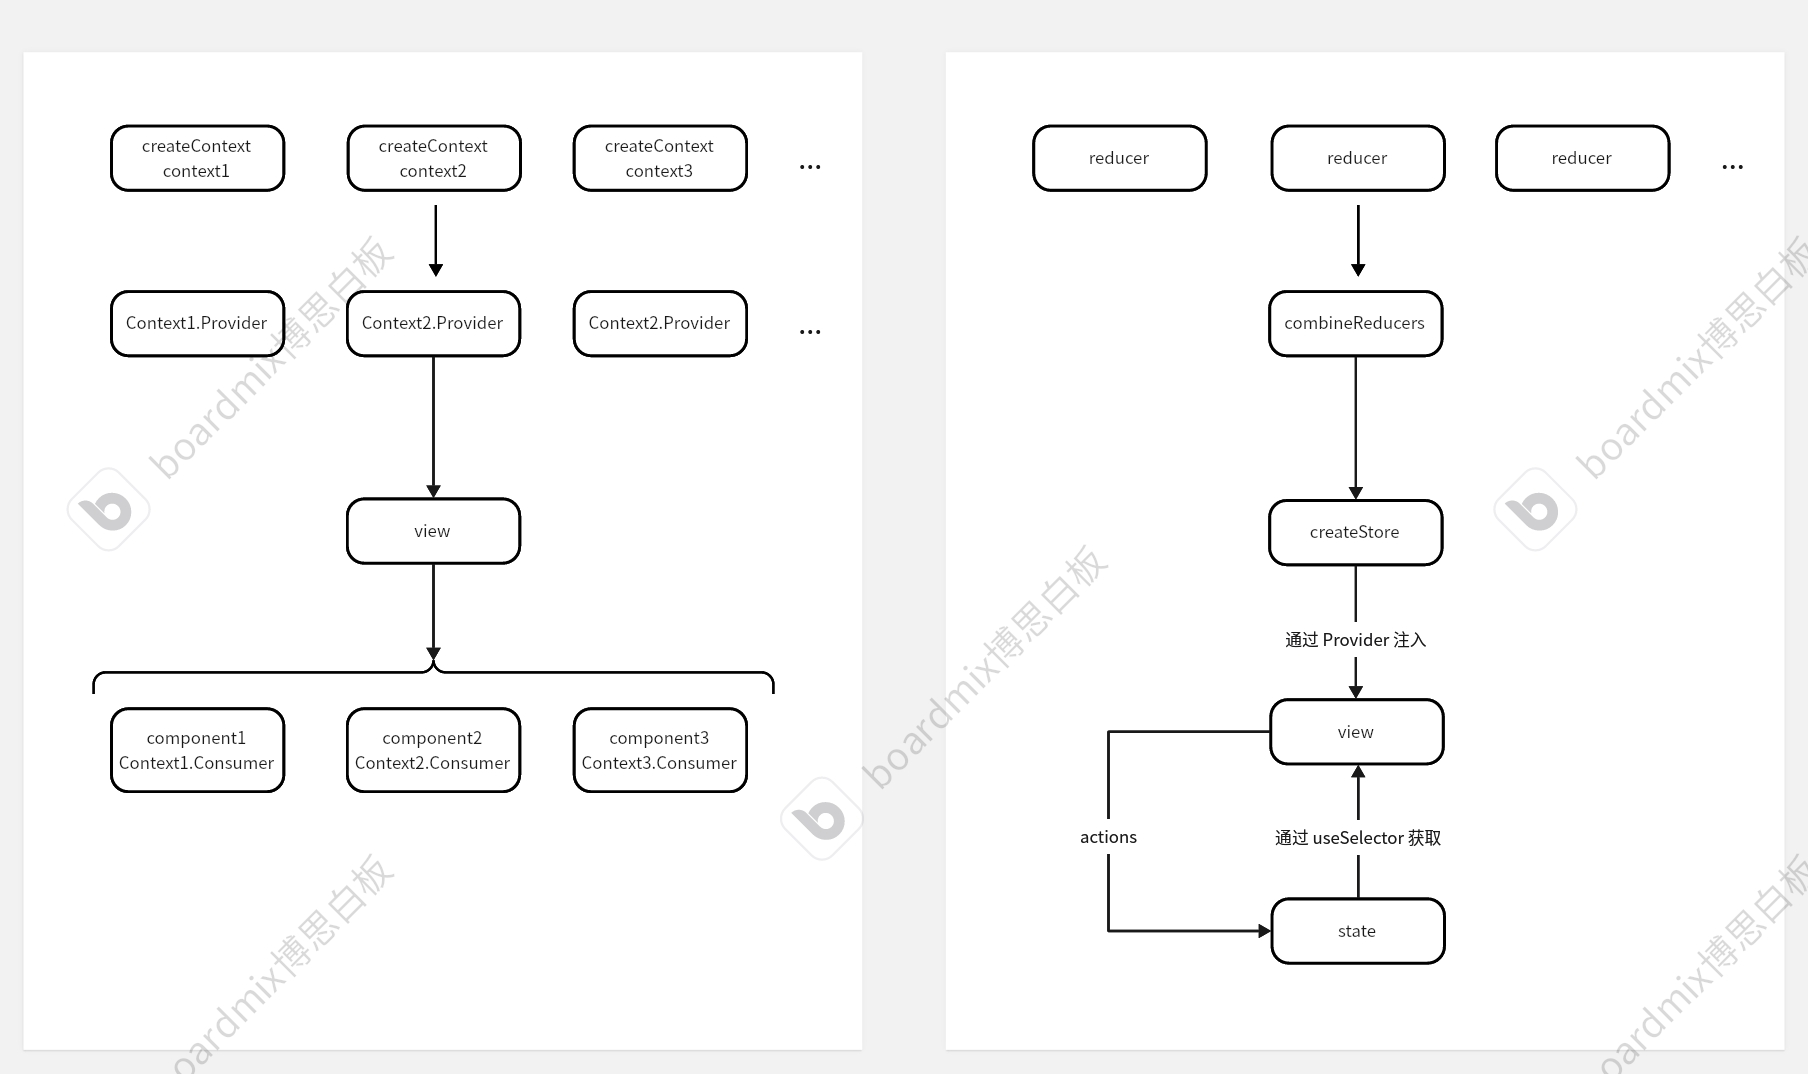 createContext
context1
createContext
context2
createContext
context3
...
Context1.Provider
Context2.Provider
Context2.Provider
...
view
component1
Context1.Consumer
component2
Context2.Consumer
component3
Context3.Consumer
reducer
reducer
reducer
...
combineReducers
createStore
通过 Provider 注入
view
actions
通过 useSelector 获取
state
boardmix博思白板
boardmix博思白板
boardmix博思白板
oardmix博思白板
oardmix博思白板